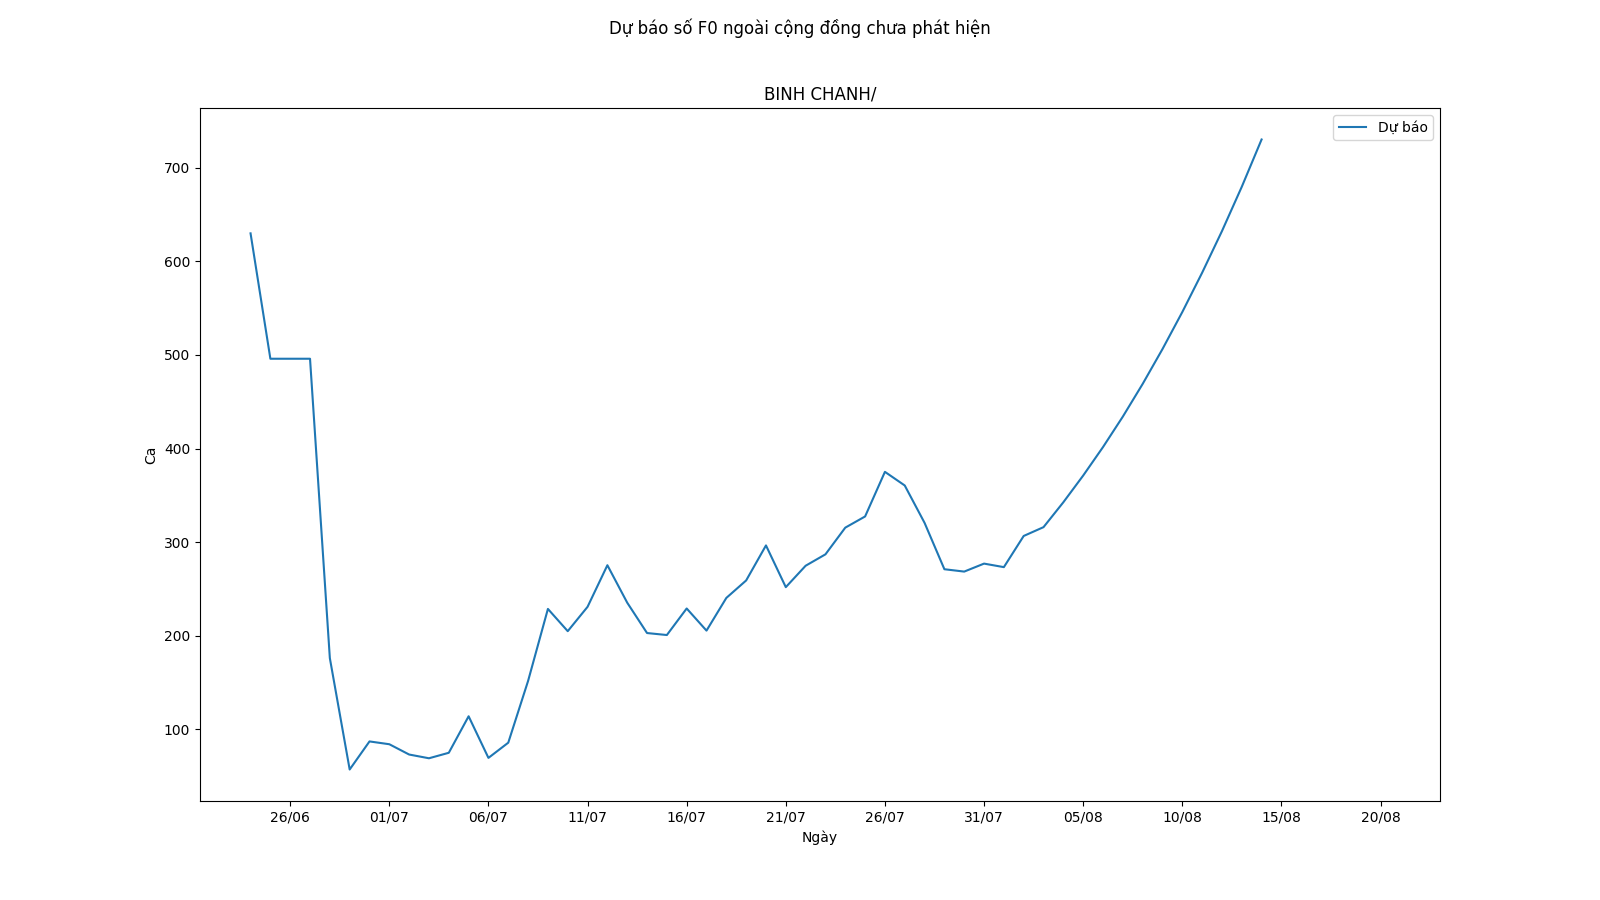 Dự báo số F0 ngoài cộng đồng chưa phát hiện
BINH CHANH/
Dự báo
700
600
500
400
300
200
100
Ca
26/06 01/07 06/07 11/07 16/07 21/07 26/07 31/07 05/08 10/08 15/08 20/08
Ngày